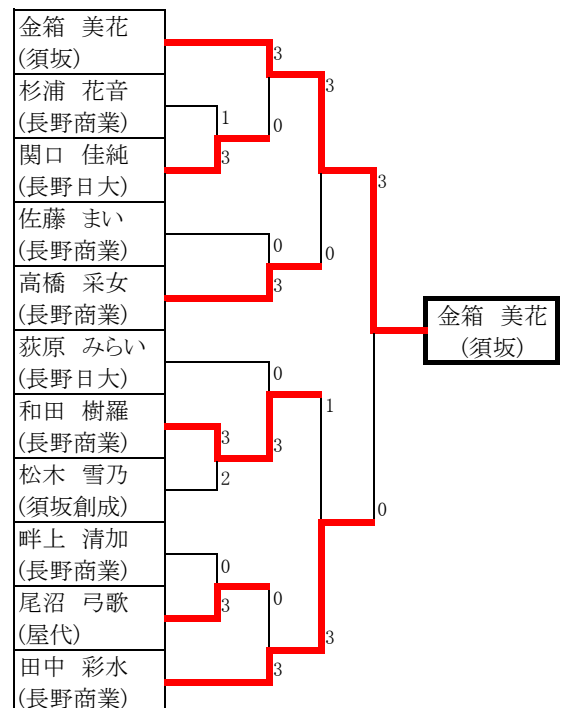 金箱 美花
(須坂)
杉浦 花音
(長野商業)
関口 佳純
(長野日大)
佐藤 まい
(長野商業)
高橋 采女
(長野商業)
荻原 みらい
(長野日大)
和田 樹羅
(長野商業)
松木 雪乃
(須坂創成)
畔上 清加
(長野商業)
尾沼 弓歌
(屋代)
田中 彩水
(長野商業)
1
3
3
2
0
3
3
0
0
3
0
3
0
3
3
0
1
3
3
0
金箱 美花
(須坂)